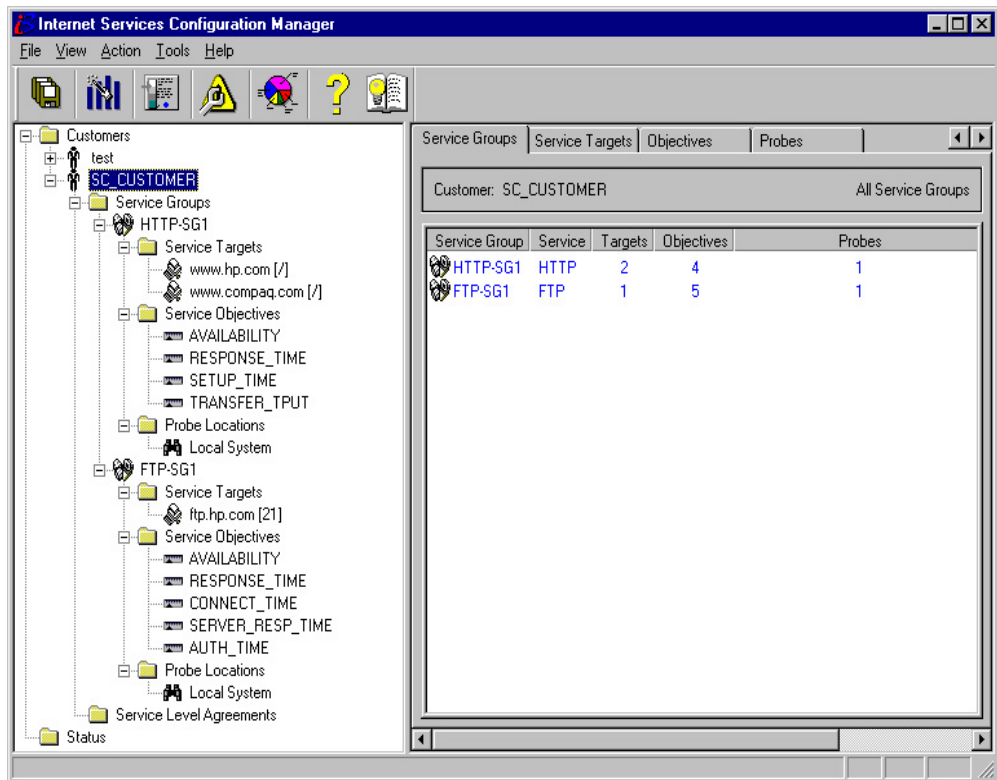 Internet Services Configuration Manager
File View Action Tools Help
Customers
test
SC_CUSTOMER
Service Groups
HTTP-SG1
Service Targets
www.hp.com [/]
www.compaq.com [/]
Service Objectives
AVAILABILITY
RESPONSE_TIME
SETUP_TIME
TRANSFER_TPUT
Probe Locations
Local System
FTP-SG1
Service Targets
ftp.hp.com [21]
Service Objectives
AVAILABILITY
RESPONSE_TIME
CONNECT_TIME
SERVER_RESP_TIME
AUTH_TIME
Probe Locations
Local System
Service Level Agreements
Status
Service Groups Service Targets Objectives Probes
Customer: SC_CUSTOMER All Service Groups
Service Group Service Targets Objectives Probes
HTTP-SG1 HTTP 2 4 1
FTP-SG1 FTP 1 5 1